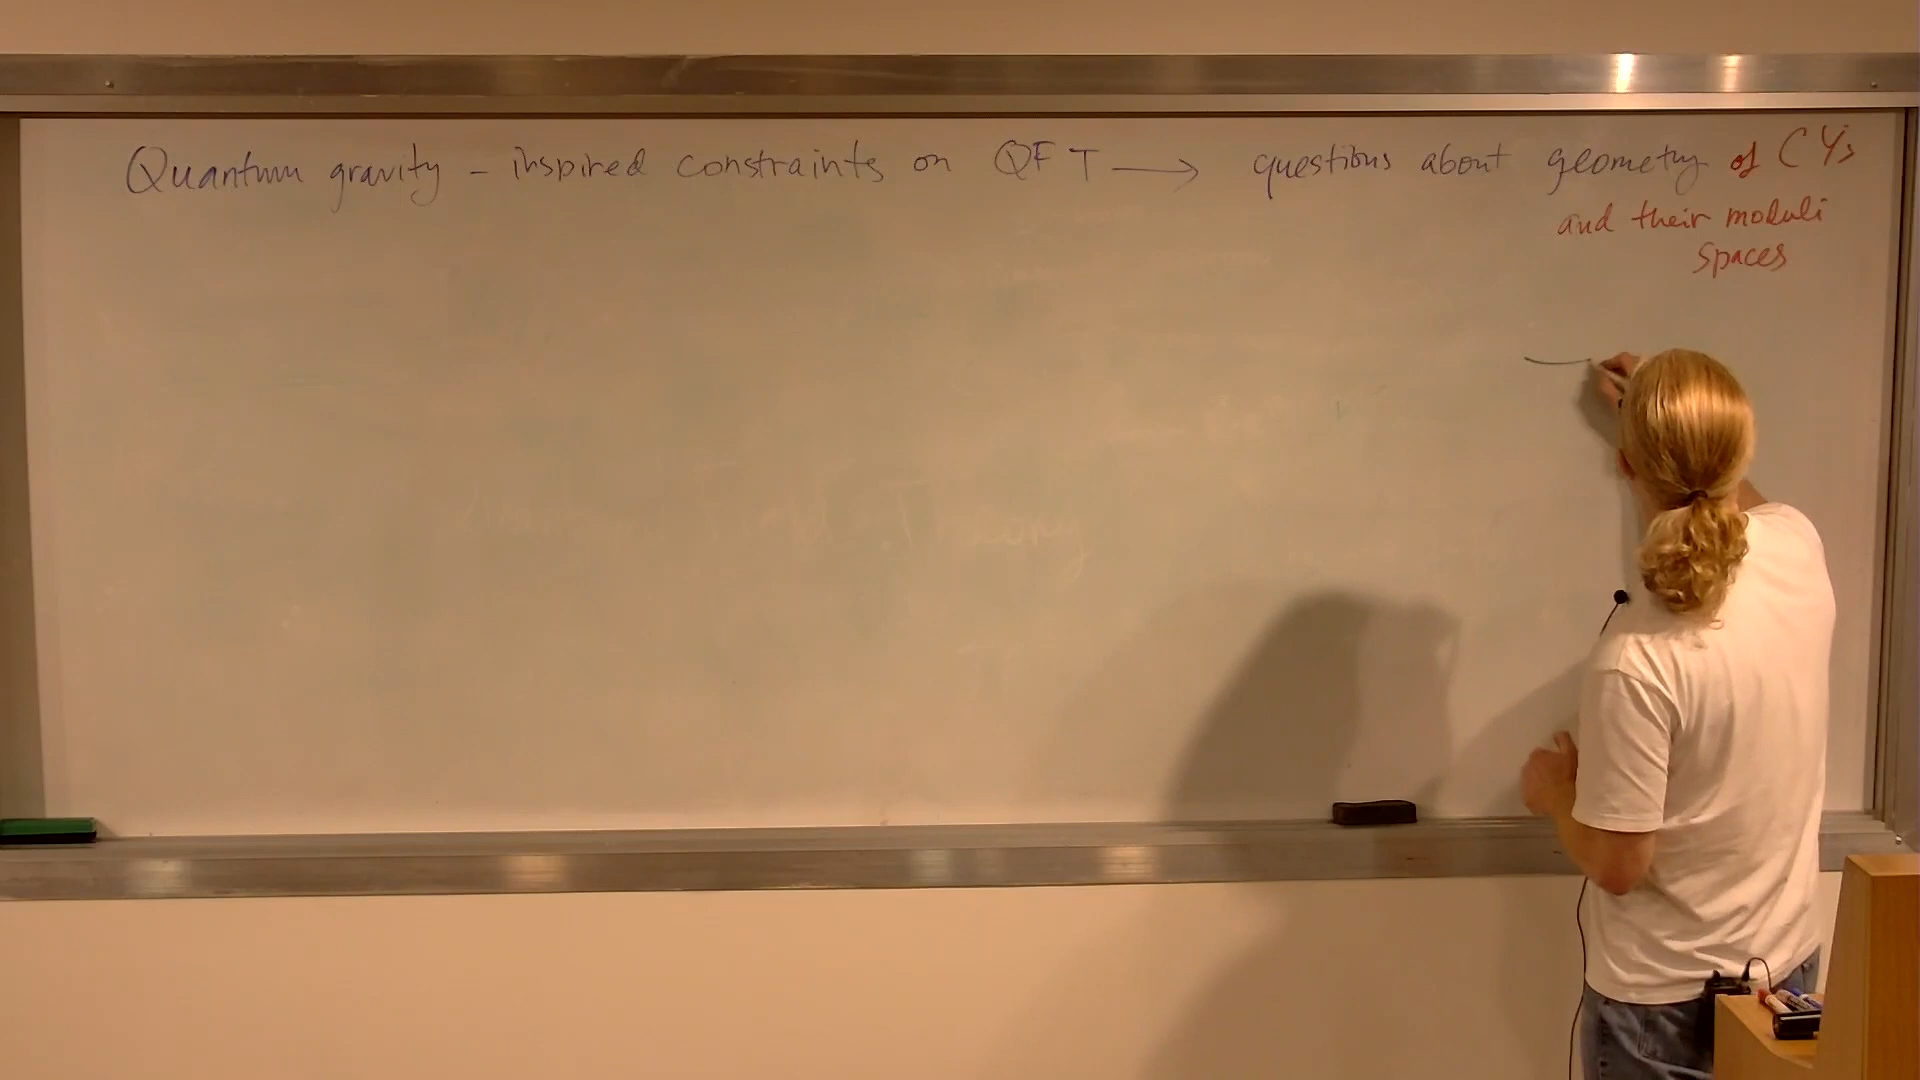 Quantum gravity - inspired constraints on QFT → questions about geometry of CYs
and their moduli
spaces